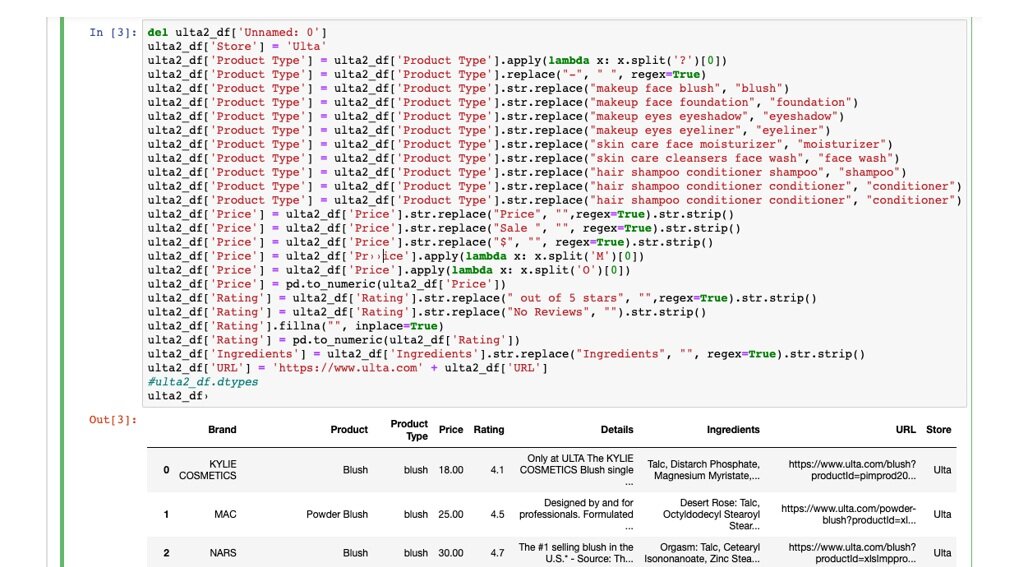 In [3]: del ulta2_df['Unnamed: 0']
ulta2_df['Store'] = 'Ulta'
ulta2_df['Product Type'] = ulta2_df['Product Type'].apply(lambda x: x.split('?')[0])
ulta2_df['Product Type'] = ulta2_df['Product Type'].replace("-", " ", regex=True)
ulta2_df['Product Type'] = ulta2_df['Product Type'].str.replace("makeup face blush", "blush")
ulta2_df['Product Type'] = ulta2_df['Product Type'].str.replace("makeup face foundation", "foundation")
ulta2_df['Product Type'] = ulta2_df['Product Type'].str.replace("makeup eyes eyeshadow", "eyeshadow")
ulta2_df['Product Type'] = ulta2_df['Product Type'].str.replace("makeup eyes eyeliner", "eyeliner")
ulta2_df['Product Type'] = ulta2_df['Product Type'].str.replace("skin care face moisturizer", "moisturizer")
ulta2_df['Product Type'] = ulta2_df['Product Type'].str.replace("skin care cleansers face wash", "face wash")
ulta2_df['Product Type'] = ulta2_df['Product Type'].str.replace("hair shampoo conditioner shampoo", "shampoo")
ulta2_df['Product Type'] = ulta2_df['Product Type'].str.replace("hair shampoo conditioner conditioner", "conditioner")
ulta2_df['Product Type'] = ulta2_df['Product Type'].str.replace("hair shampoo conditioner conditioner", "conditioner")
ulta2_df['Price'] = ulta2_df['Price'].str.replace("Price", "",regex=True).str.strip()
ulta2_df['Price'] = ulta2_df['Price'].str.replace("Sale ", "", regex=True).str.strip()
ulta2_df['Price'] = ulta2_df['Price'].str.replace("$", "", regex=True).str.strip()
ulta2_df['Price'] = ulta2_df['Pr››ice'].apply(lambda x: x.split('M')[0])
ulta2_df['Price'] = ulta2_df['Price'].apply(lambda x: x.split('O')[0])
ulta2_df['Price'] = pd.to_numeric(ulta2_df['Price'])
ulta2_df['Rating'] = ulta2_df['Rating'].str.replace(" out of 5 stars", "",regex=True).str.strip()
ulta2_df['Rating'] = ulta2_df['Rating'].str.replace("No Reviews", "").str.strip()
ulta2_df['Rating'].fillna("", inplace=True)
ulta2_df['Rating'] = pd.to_numeric(ulta2_df['Rating'])
ulta2_df['Ingredients'] = ulta2_df['Ingredients'].str.replace("Ingredients", "", regex=True).str.strip()
ulta2_df['URL'] = 'https://www.ulta.com' + ulta2_df['URL']
#ulta2_df.dtypes
ulta2_df›
Out[3]:
Brand Product Product Type Price Rating Details Ingredients URL Store
0 KYLIE COSMETICS Blush blush 18.00 4.1 Only at ULTA The KYLIE COSMETICS Blush single ... Talc, Distarch Phosphate, Magnesium Myristate,... https://www.ulta.com/blush?productId=pimprod20... Ulta
1 MAC Powder Blush blush 25.00 4.5 Designed by and for professionals. Formulated ... Desert Rose: Talc, Octyldodecyl Stearoyl Stear... https://www.ulta.com/powder-blush?productId=xl... Ulta
2 NARS Blush blush 30.00 4.7 The #1 selling blush in the U.S.* - Source: Th... Orgasm: Talc, Cetearyl Isononanoate, Zinc Stea... https://www.ulta.com/blush?productId=xlsImppro... Ulta